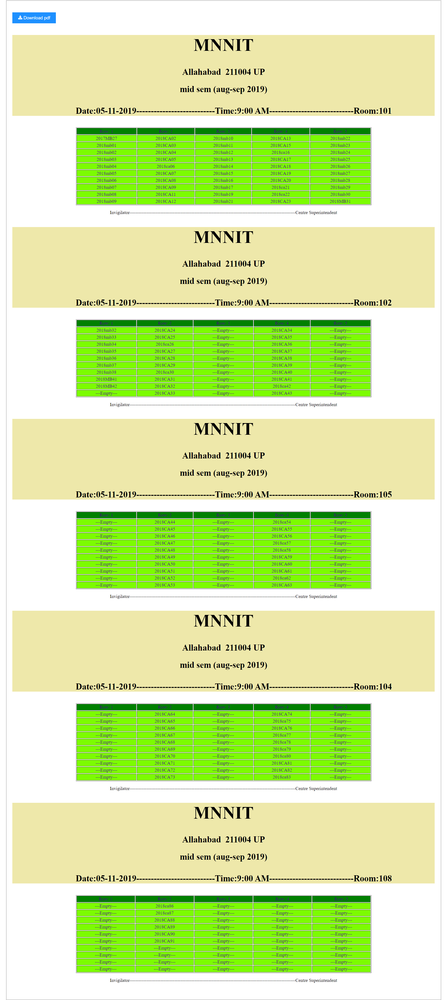 Download pdf
MNNIT
Allahabad  211004 UP
mid sem (aug-sep 2019)
Date:05-11-2019---------------------------Time:9:00 AM-----------------------------Room:101
Row: 1 Row: 2 Row: 3 Row: 4 Row: 5
2017MB27 2018CA02 2018mb10 2018CA13 2018mb22
2018mb01 2018CA03 2018mb11 2018CA15 2018mb23
2018mb02 2018CA04 2018mb12 2018ca16 2018mb24
2018mb03 2018CA05 2018mb13 2018CA17 2018mb25
2018mb04 2018ca06 2018mb14 2018CA18 2018mb26
2018mb05 2018CA07 2018mb15 2018CA19 2018mb27
2018mb06 2018CA08 2018mb16 2018CA20 2018mb28
2018mb07 2018CA09 2018mb17 2018ca21 2018mb29
2018mb08 2018CA11 2018mb19 2018ca22 2018mb30
2018mb09 2018CA12 2018mb21 2018CA23 2018MB31
Invigilator-----------------------------------------------------------------------------------------------------------Centre Superintendent
MNNIT
Allahabad  211004 UP
mid sem (aug-sep 2019)
Date:05-11-2019---------------------------Time:9:00 AM-----------------------------Room:102
Row: 1 Row: 2 Row: 3 Row: 4 Row: 5
2018mb32 2018CA24 ---Empty--- 2018CA34 ---Empty---
2018mb33 2018CA25 ---Empty--- 2018CA35 ---Empty---
2018mb34 2018ca26 ---Empty--- 2018CA36 ---Empty---
2018mb35 2018CA27 ---Empty--- 2018CA37 ---Empty---
2018mb36 2018CA28 ---Empty--- 2018CA38 ---Empty---
2018mb37 2018CA29 ---Empty--- 2018CA39 ---Empty---
2018mb38 2018ca30 ---Empty--- 2018CA40 ---Empty---
2018MB41 2018CA31 ---Empty--- 2018CA41 ---Empty---
2018MB42 2018CA32 ---Empty--- 2018ca42 ---Empty---
---Empty--- 2018CA33 ---Empty--- 2018CA43 ---Empty---
Invigilator-----------------------------------------------------------------------------------------------------------Centre Superintendent
MNNIT
Allahabad  211004 UP
mid sem (aug-sep 2019)
Date:05-11-2019---------------------------Time:9:00 AM-----------------------------Room:105
Row: 1 Row: 2 Row: 3 Row: 4 Row: 5
---Empty--- 2018CA44 ---Empty--- 2018ca54 ---Empty---
---Empty--- 2018CA45 ---Empty--- 2018CA55 ---Empty---
---Empty--- 2018CA46 ---Empty--- 2018CA56 ---Empty---
---Empty--- 2018CA47 ---Empty--- 2018ca57 ---Empty---
---Empty--- 2018CA48 ---Empty--- 2018ca58 ---Empty---
---Empty--- 2018CA49 ---Empty--- 2018CA59 ---Empty---
---Empty--- 2018CA50 ---Empty--- 2018CA60 ---Empty---
---Empty--- 2018CA51 ---Empty--- 2018CA61 ---Empty---
---Empty--- 2018CA52 ---Empty--- 2018ca62 ---Empty---
---Empty--- 2018CA53 ---Empty--- 2018CA63 ---Empty---
Invigilator-----------------------------------------------------------------------------------------------------------Centre Superintendent
MNNIT
Allahabad  211004 UP
mid sem (aug-sep 2019)
Date:05-11-2019---------------------------Time:9:00 AM-----------------------------Room:104
Row: 1 Row: 2 Row: 3 Row: 4 Row: 5
---Empty--- 2018CA64 ---Empty--- 2018CA74 ---Empty---
---Empty--- 2018CA65 ---Empty--- 2018ca75 ---Empty---
---Empty--- 2018CA66 ---Empty--- 2018CA76 ---Empty---
---Empty--- 2018CA67 ---Empty--- 2018ca77 ---Empty---
---Empty--- 2018CA68 ---Empty--- 2018ca78 ---Empty---
---Empty--- 2018CA69 ---Empty--- 2018ca79 ---Empty---
---Empty--- 2018CA70 ---Empty--- 2018ca80 ---Empty---
---Empty--- 2018CA71 ---Empty--- 2018CA81 ---Empty---
---Empty--- 2018CA72 ---Empty--- 2018CA82 ---Empty---
---Empty--- 2018CA73 ---Empty--- 2018ca83 ---Empty---
Invigilator-----------------------------------------------------------------------------------------------------------Centre Superintendent
MNNIT
Allahabad  211004 UP
mid sem (aug-sep 2019)
Date:05-11-2019---------------------------Time:9:00 AM-----------------------------Room:108
Row: 1 Row: 2 Row: 3 Row: 4 Row: 5
---Empty--- 2018ca86 ---Empty--- ---Empty--- ---Empty---
---Empty--- 2018ca87 ---Empty--- ---Empty--- ---Empty---
---Empty--- 2018CA88 ---Empty--- ---Empty--- ---Empty---
---Empty--- 2018CA89 ---Empty--- ---Empty--- ---Empty---
---Empty--- 2018CA90 ---Empty--- ---Empty--- ---Empty---
---Empty--- 2018CA91 ---Empty--- ---Empty--- ---Empty---
---Empty--- ---Empty--- ---Empty--- ---Empty--- ---Empty---
---Empty--- ---Empty--- ---Empty--- ---Empty--- ---Empty---
---Empty--- ---Empty--- ---Empty--- ---Empty--- ---Empty---
---Empty--- ---Empty--- ---Empty--- ---Empty--- ---Empty---
Invigilator-----------------------------------------------------------------------------------------------------------Centre Superintendent